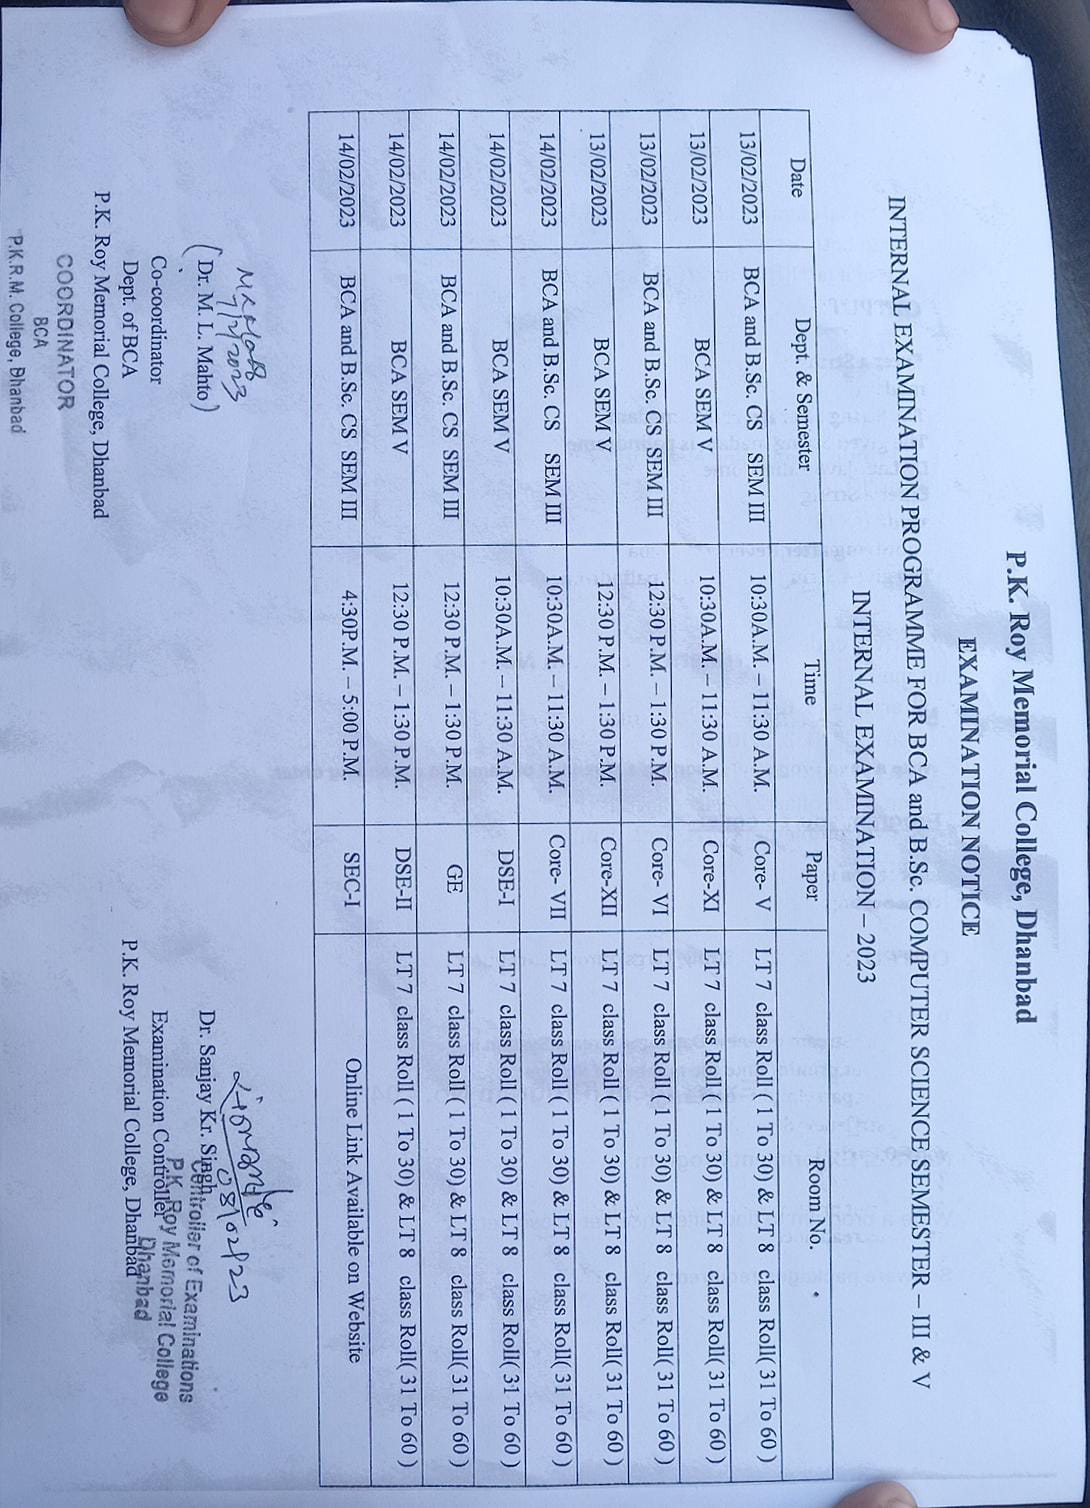 P.K. Roy Memorial College, Dhanbad
EXAMINATION NOTICE
INTERNAL EXAMINATION PROGRAMME FOR BCA and B.Sc. COMPUTER SCIENCE SEMESTER – III & V
INTERNAL EXAMINATION – 2023
Date Dept. & Semester Time Paper Room No.
13/02/2023 BCA and B.Sc. CS SEM III 10:30A.M. – 11:30 A.M. Core- V LT 7 class Roll ( 1 To 30) & LT 8 class Roll( 31 To 60 )
13/02/2023 BCA SEM V 10:30A.M. – 11:30 A.M. Core-XI LT 7 class Roll ( 1 To 30) & LT 8 class Roll( 31 To 60 )
13/02/2023 BCA and B.Sc. CS SEM III 12:30 P.M. – 1:30 P.M. Core- VI LT 7 class Roll ( 1 To 30) & LT 8 class Roll( 31 To 60 )
13/02/2023 BCA SEM V 12:30 P.M. – 1:30 P.M. Core-XII LT 7 class Roll ( 1 To 30) & LT 8 class Roll( 31 To 60 )
14/02/2023 BCA and B.Sc. CS SEM III 10:30A.M. – 11:30 A.M. Core- VII LT 7 class Roll ( 1 To 30) & LT 8 class Roll( 31 To 60 )
14/02/2023 BCA SEM V 10:30A.M. – 11:30 A.M. DSE-I LT 7 class Roll ( 1 To 30) & LT 8 class Roll( 31 To 60 )
14/02/2023 BCA and B.Sc. CS SEM III 12:30 P.M. – 1:30 P.M. GE LT 7 class Roll ( 1 To 30) & LT 8 class Roll( 31 To 60 )
14/02/2023 BCA SEM V 12:30 P.M. – 1:30 P.M. DSE-II LT 7 class Roll ( 1 To 30) & LT 8 class Roll( 31 To 60 )
14/02/2023 BCA and B.Sc. CS SEM III 4:30P.M. – 5:00 P.M. SEC-I Online Link Available on Website
7/2/2023
(Dr. M. L. Mahto)
Co-coordinator
Dept. of BCA
P.K. Roy Memorial College, Dhanbad
COORDINATOR
BCA
P.K.R.M. College, Dhanbad
08/02/23
Dr. Sanjay Kr. Singh
Examination Controller
P.K. Roy Memorial College, Dhanbad
Controller of Examinations
P.K. Roy Memorial College
Dhanbad